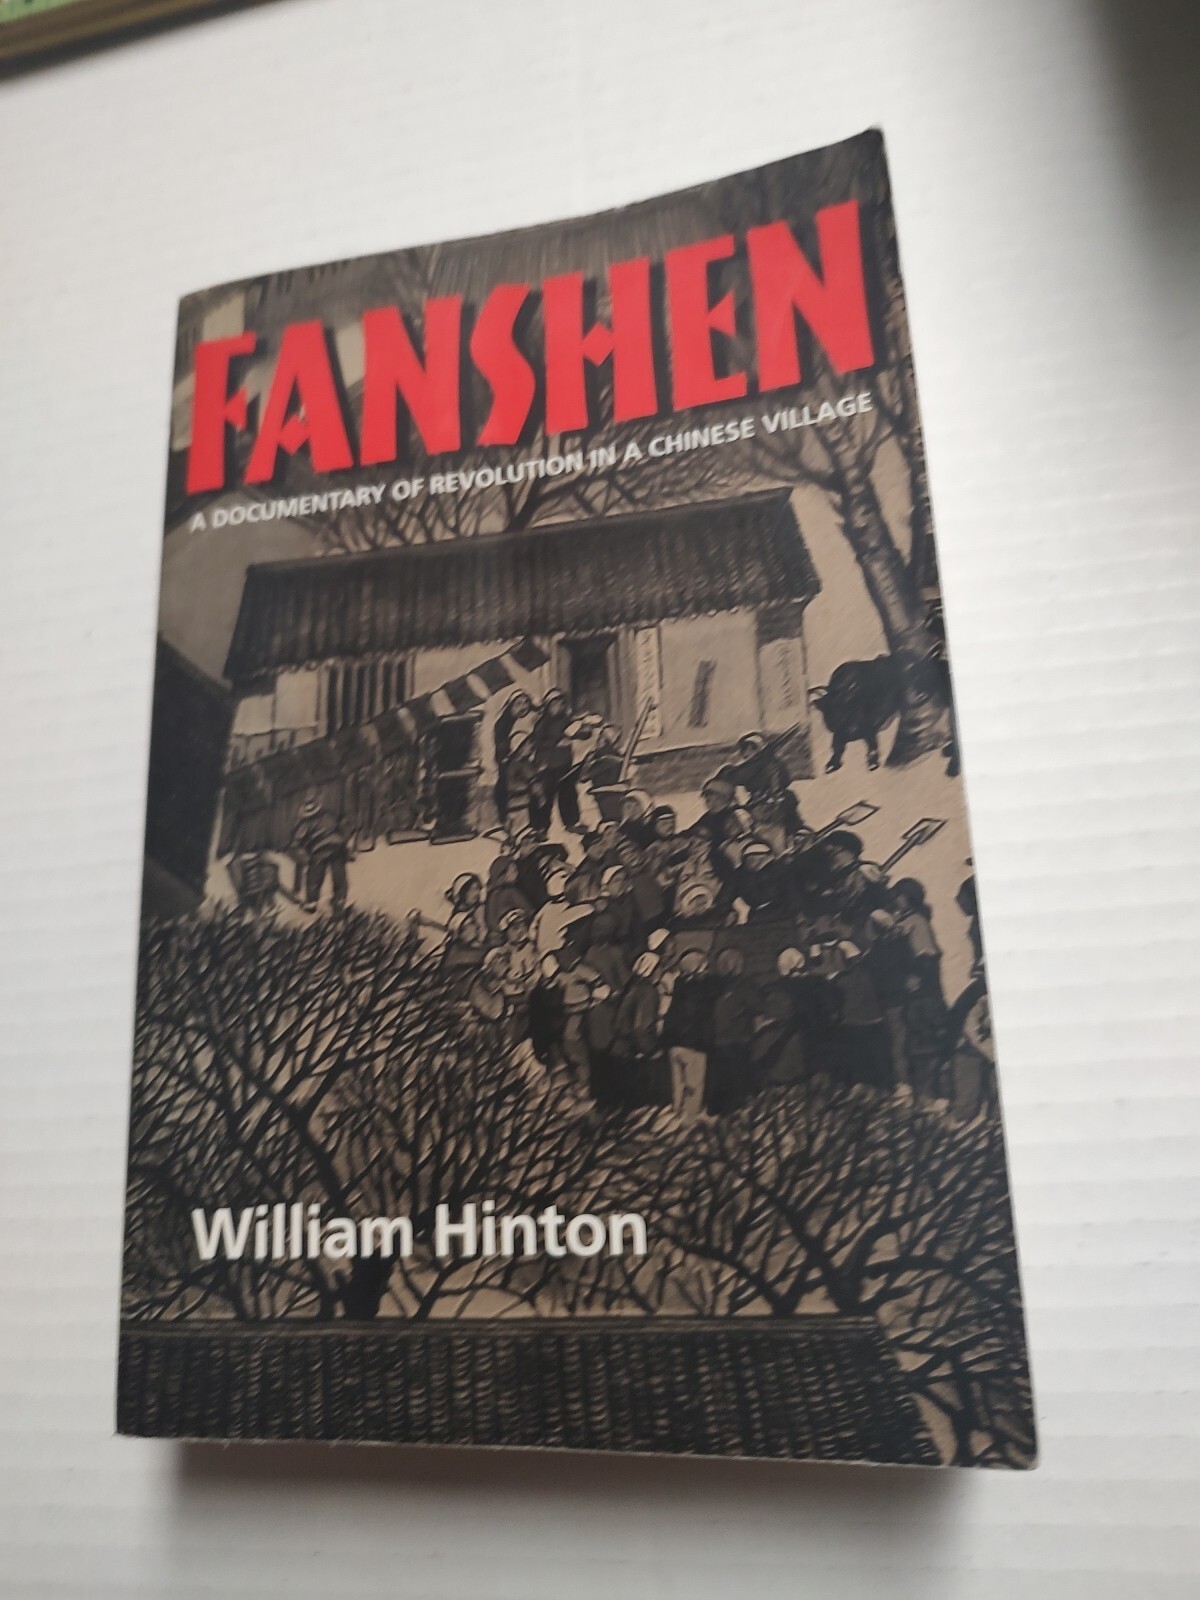 FANSHEN
A DOCUMENTARY OF REVOLUTION IN A CHINESE VILLAGE
William Hinton